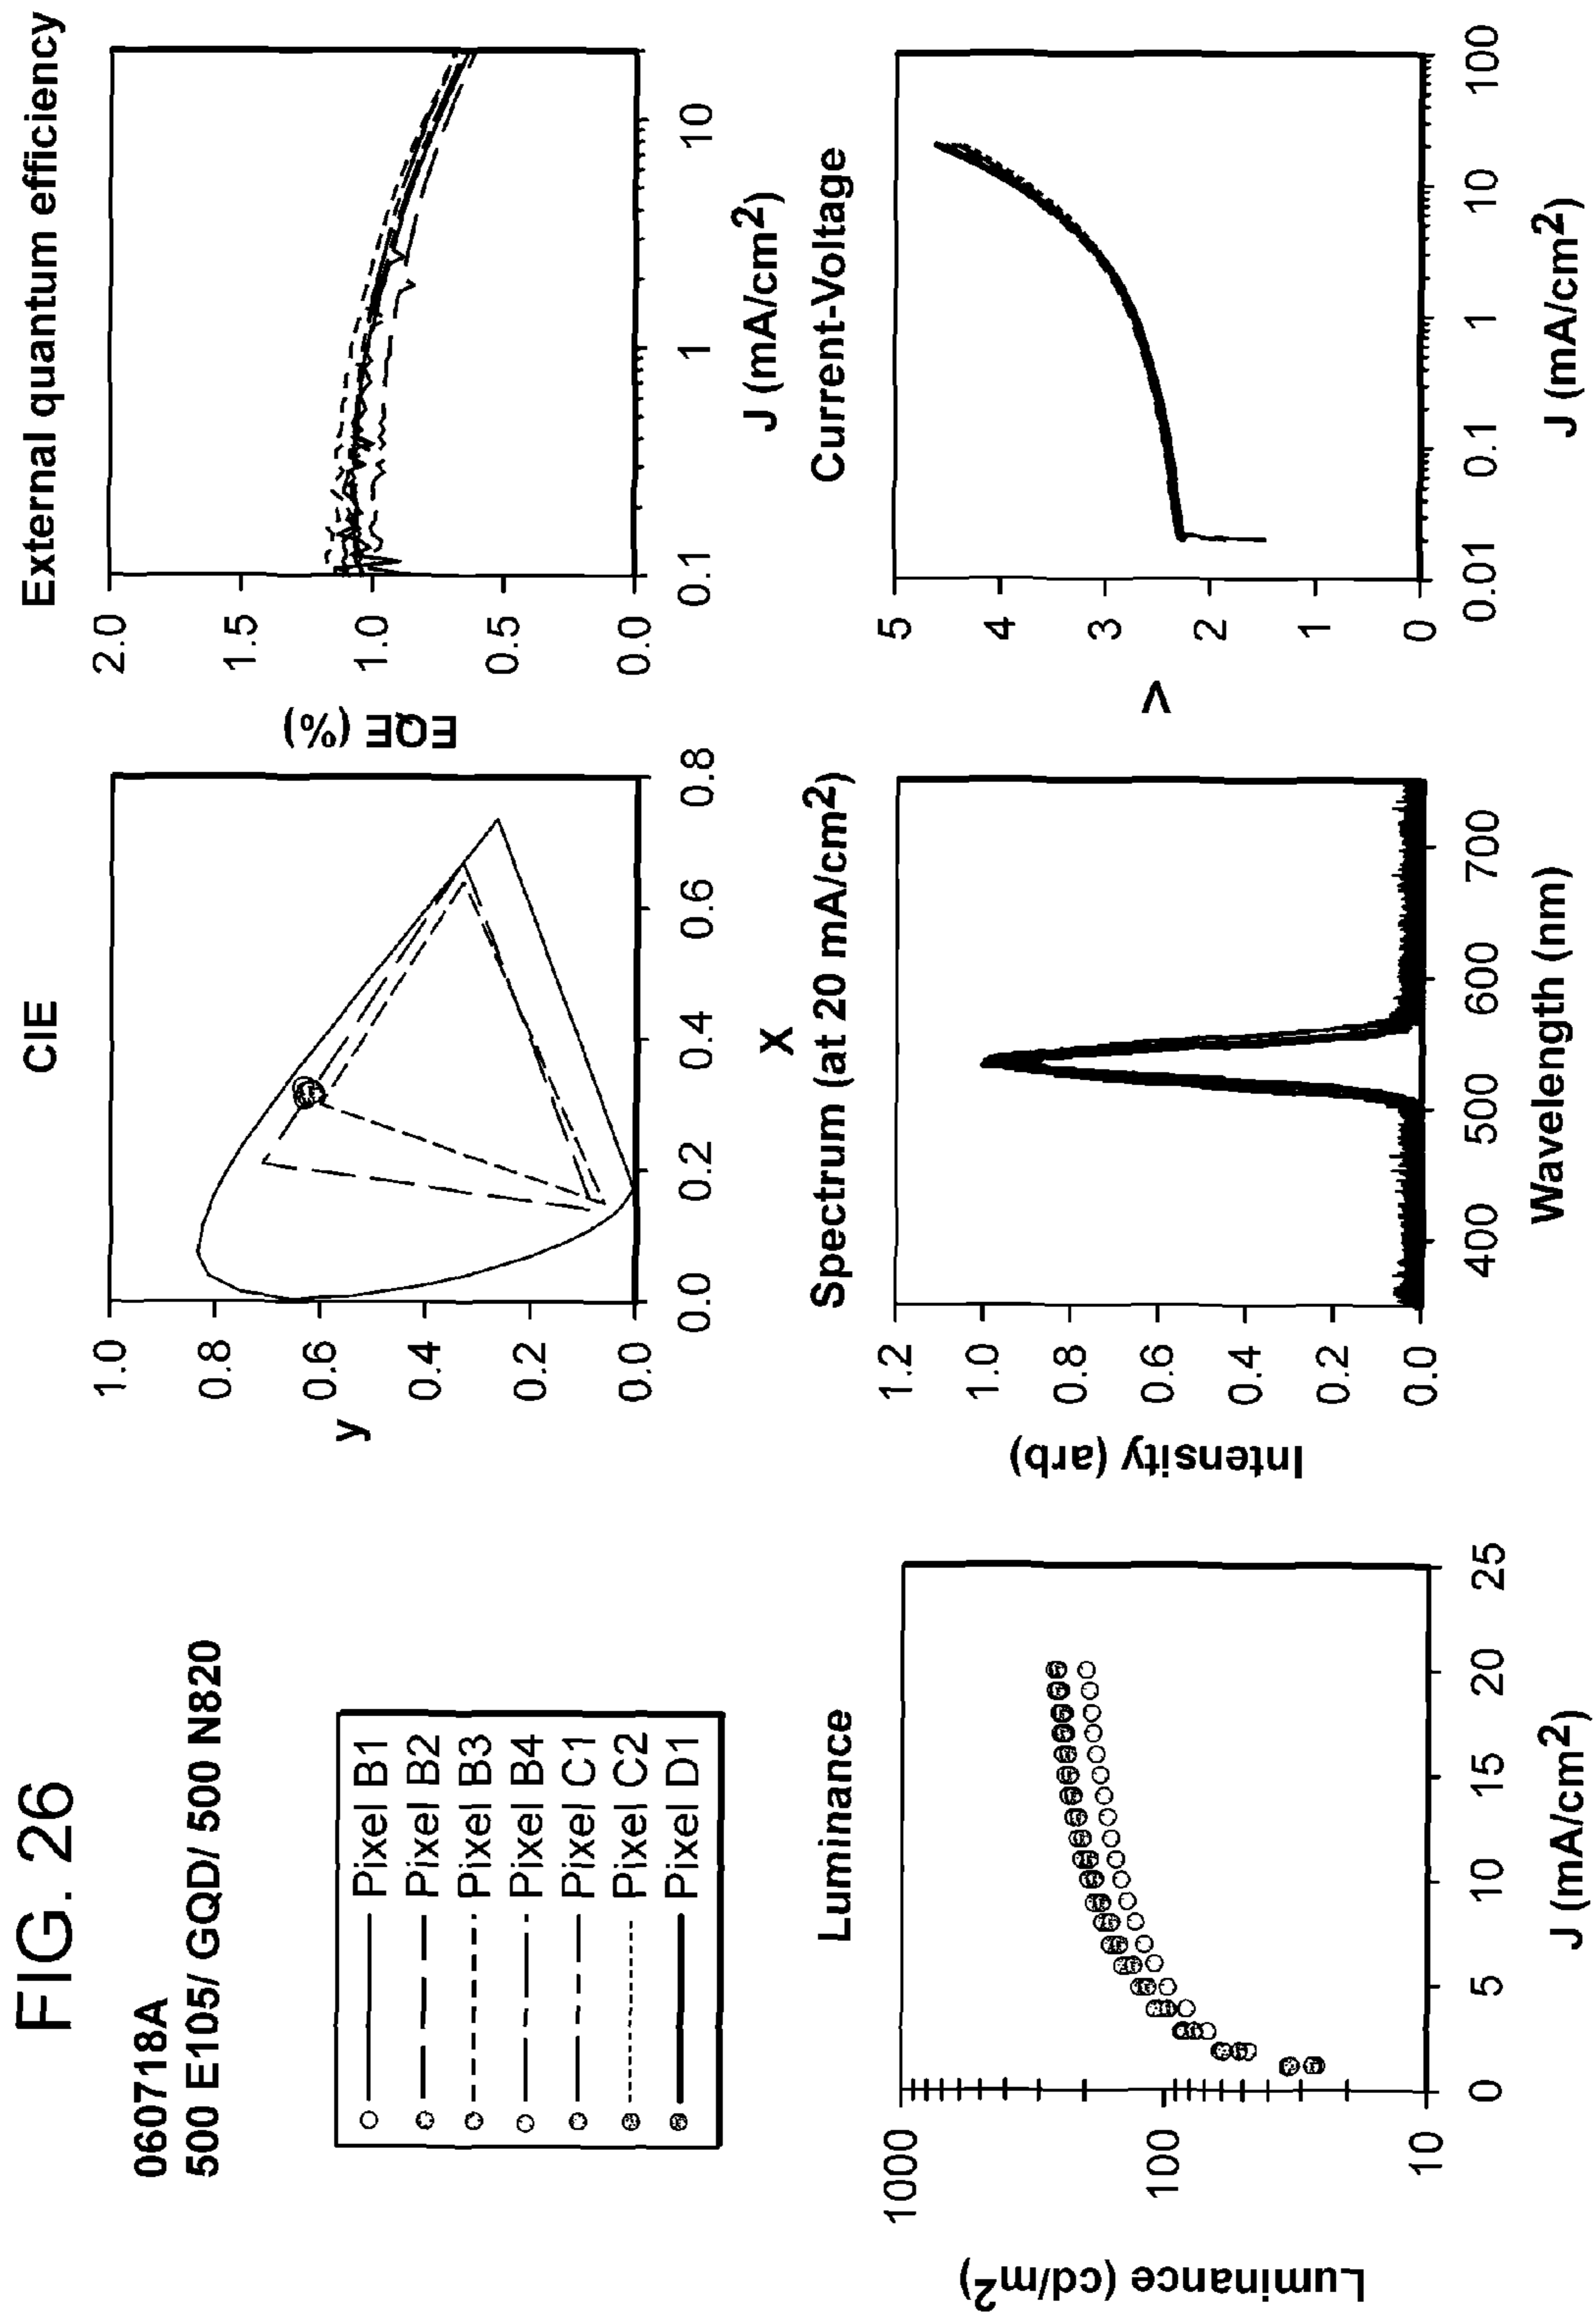 FIG. 26
060718A
500 E105/ GQD/ 500 N820
Pixel B1
Pixel B2
Pixel B3
Pixel B4
Pixel C1
Pixel C2
Pixel D1
CIE
y
1.0
0.8
0.6
0.4
0.2
0.0
0.0 0.2 0.4 0.6 0.8
X
External quantum efficiency
EQE (%)
2.0
1.5
1.0
0.5
0.0
0.1 1 10
J (mA/cm2)
Luminance
Luminance (cd/m2)
1000
100
10
0 5 10 15 20 25
J (mA/cm2)
Spectrum (at 20 mA/cm2)
Intensity (arb)
1.2
1.0
0.8
0.6
0.4
0.2
0.0
400 500 600 700
Wavelength (nm)
Current-Voltage
V
5
4
3
2
1
0
0.01 0.1 1 10 100
J (mA/cm2)